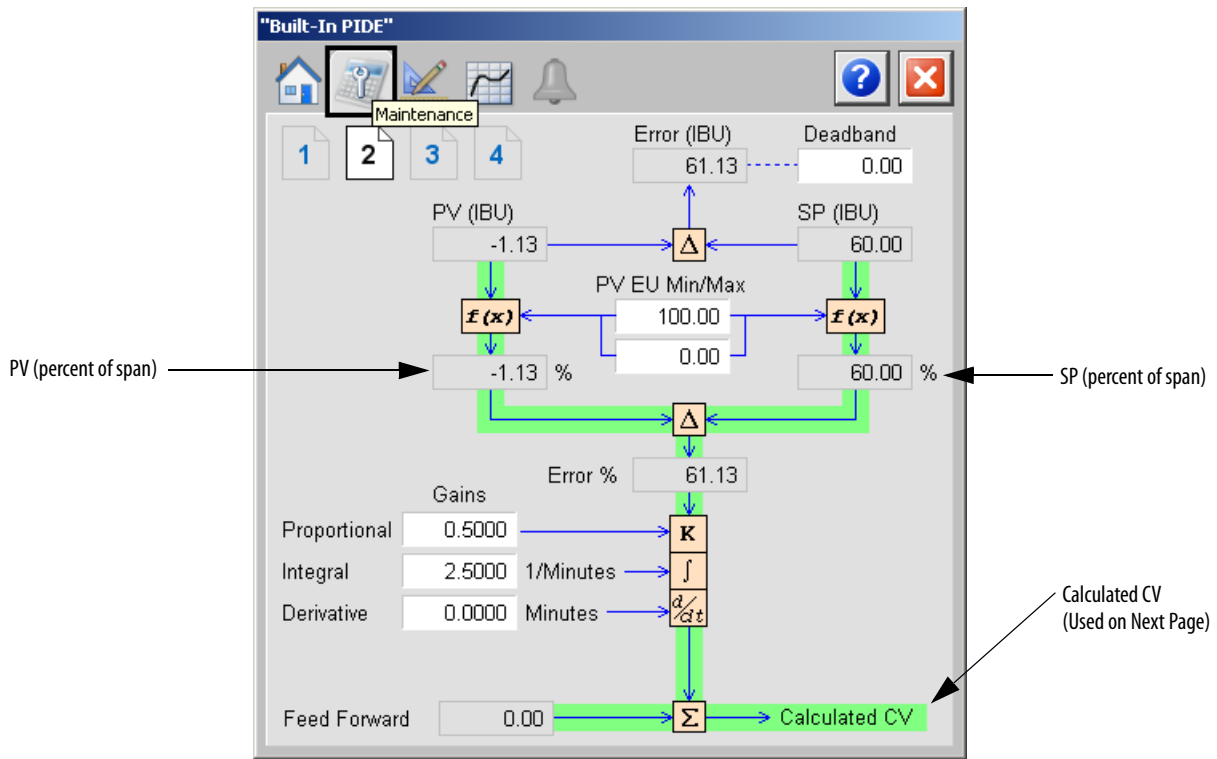 "Built-In PIDE"
?
Maintenance
1 2 3 4
Error (IBU) Deadband
61.13 0.00
PV (IBU) SP (IBU)
-1.13 Δ 60.00
PV EU Min/Max
f(x) 100.00 f(x)
0.00
PV (percent of span) -1.13 % 60.00 % SP (percent of span)
Δ
Error % 61.13
Gains
Proportional 0.5000 K
Integral 2.5000 1/Minutes ∫
Derivative 0.0000 Minutes d/dt
Calculated CV
(Used on Next Page)
Feed Forward 0.00 Σ Calculated CV